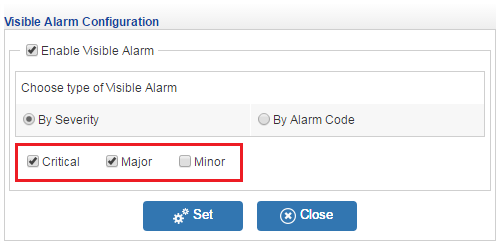 Visible Alarm Configuration
Enable Visible Alarm
Choose type of Visible Alarm
By Severity By Alarm Code
Critical Major Minor
Set Close